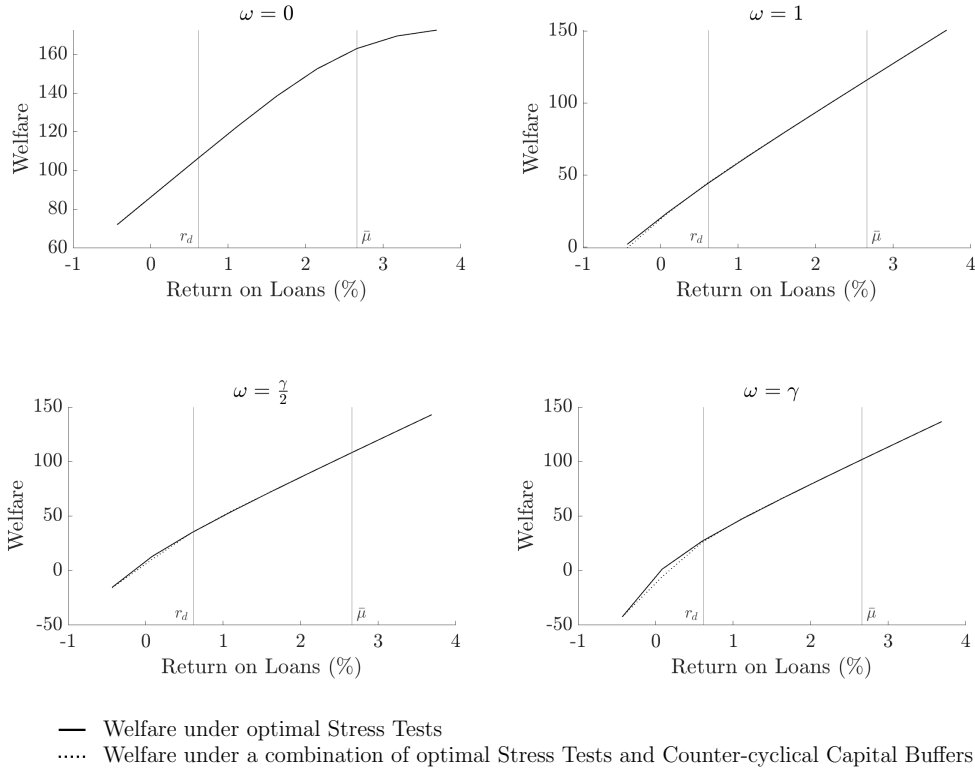 ω = 0
160
140
120
100
80
60
Welfare
r_d
μ̄
-1 0 1 2 3 4
Return on Loans (%)
ω = 1
150
100
50
0
Welfare
r_d
μ̄
-1 0 1 2 3 4
Return on Loans (%)
ω = γ/2
150
100
50
0
-50
Welfare
r_d
μ̄
-1 0 1 2 3 4
Return on Loans (%)
ω = γ
150
100
50
0
-50
Welfare
r_d
μ̄
-1 0 1 2 3 4
Return on Loans (%)
Welfare under optimal Stress Tests
Welfare under a combination of optimal Stress Tests and Counter-cyclical Capital Buffers